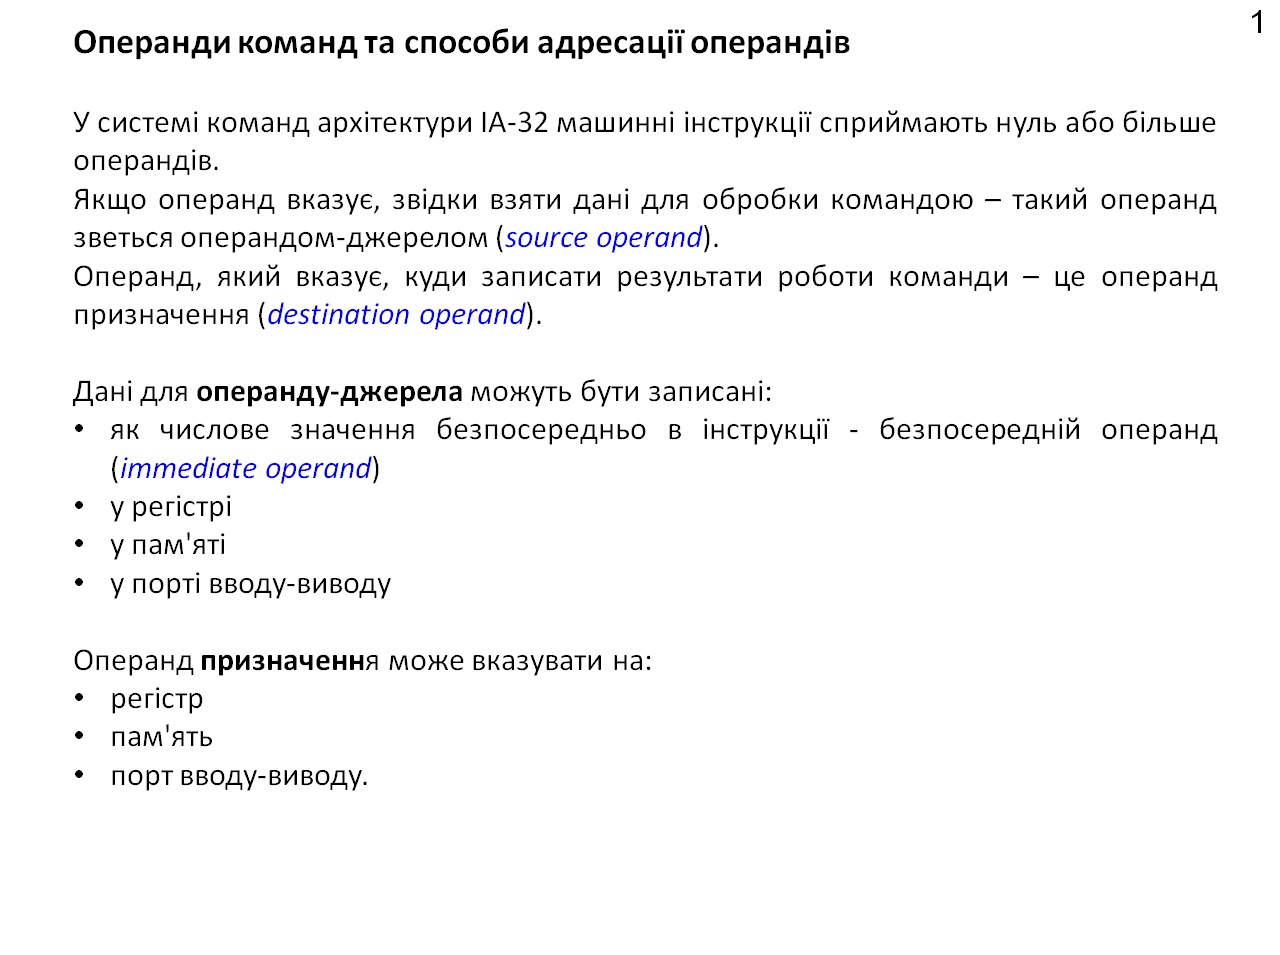 1
Операнди команд та способи адресації операндів
У системі команд архітектури IA-32 машинні інструкції сприймають нуль або більше
операндів.
Якщо операнд вказує, звідки взяти дані для обробки командою – такий операнд
зветься операндом-джерелом (source operand).
Операнд, який вказує, куди записати результати роботи команди – це операнд
призначення (destination operand).
Дані для операнду-джерела можуть бути записані:
• як числове значення безпосередньо в інструкції - безпосередній операнд
(immediate operand)
• у регістрі
• у пам'яті
• у порті вводу-виводу
Операнд призначення може вказувати на:
• регістр
• пам'ять
• порт вводу-виводу.